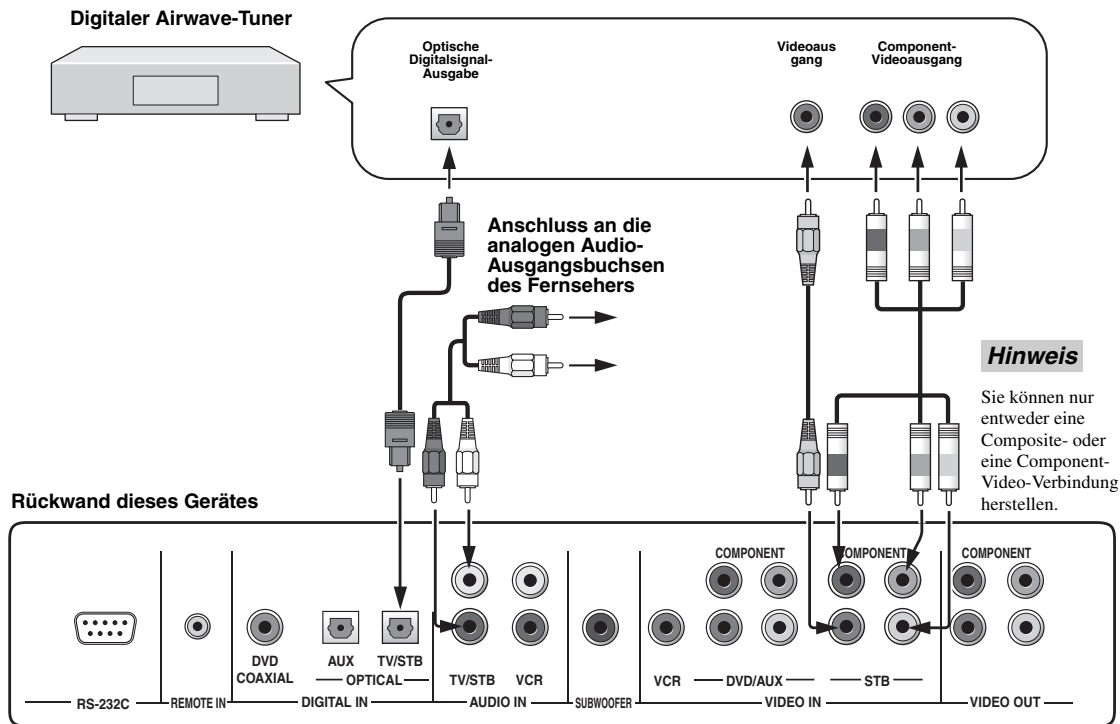 Digitaler Airwave-Tuner
Optische
Digitalsignal-
Ausgabe
Videoaus
gang
Component-
Videoausgang
Anschluss an die
analogen Audio-
Ausgangsbuchsen
des Fernsehers
Hinweis
Sie können nur
entweder eine
Composite- oder
eine Component-
Video-Verbindung
herstellen.
Rückwand dieses Gerätes
COMPONENT
COMPONENT
COMPONENT
DVD
COAXIAL
AUX
TV/STB
OPTICAL
TV/STB
VCR
VCR
DVD/AUX
STB
RS-232C
REMOTE IN
DIGITAL IN
AUDIO IN
SUBWOOFER
VIDEO IN
VIDEO OUT